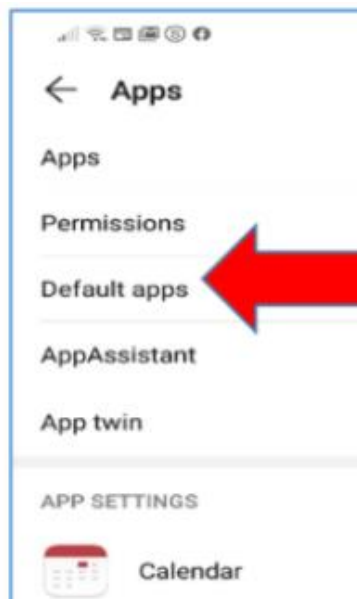 Apps
Apps
Permissions
Default apps
AppAssistant
App twin
APP SETTINGS
Calendar